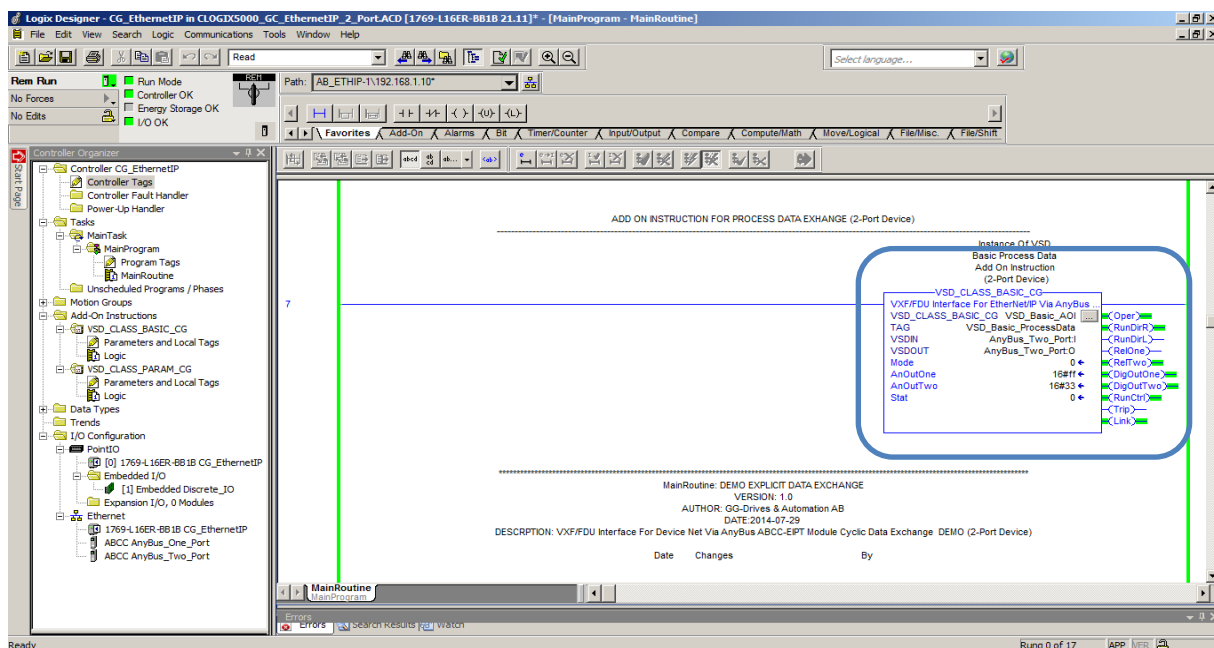 Logix Designer - CG_EthernetIP in CLOGIX5000_GC_EthernetIP_2_Port.ACD [1769-L16ER-BB1B 21.11]* - [MainProgram - MainRoutine]
File Edit View Search Logic Communications Tools Window Help
Read
Select language...
Rem Run
Run Mode
REM
Path: AB_ETHIP-1\192.168.1.10*
No Forces
Controller OK
Energy Storage OK
No Edits
I/O OK
Favorites Add-On Alarms Bit Timer/Counter Input/Output Compare Compute/Math Move/Logical File/Misc. File/Shift
Start Page
Controller Organizer
Controller CG_EthernetIP
Controller Tags
Controller Fault Handler
Power-Up Handler
Tasks
MainTask
MainProgram
Program Tags
MainRoutine
Unscheduled Programs / Phases
Motion Groups
Add-On Instructions
VSD_CLASS_BASIC_CG
Parameters and Local Tags
Logic
VSD_CLASS_PARAM_CG
Parameters and Local Tags
Logic
Data Types
Trends
I/O Configuration
PointIO
[0] 1769-L16ER-BB1B CG_EthernetIP
Embedded I/O
[1] Embedded Discrete_IO
Expansion I/O, 0 Modules
Ethernet
1769-L16ER-BB1B CG_EthernetIP
ABCC AnyBus_One_Port
ABCC AnyBus_Two_Port
ADD ON INSTRUCTION FOR PROCESS DATA EXHANGE (2-Port Device)
Instance Of VSD
Basic Process Data
Add On Instruction
(2-Port Device)
VSD_CLASS_BASIC_CG
7
VXF/FDU Interface For EtherNet/IP Via AnyBus ...
VSD_CLASS_BASIC_CG VSD_Basic_AOI ... (Oper)
TAG VSD_Basic_ProcessData (RunDirR)
VSDIN AnyBus_Two_Port:I (RunDirL)
VSDOUT AnyBus_Two_Port:O (RelOne)
Mode 0 (RelTwo)
AnOutOne 16#ff (DigOutOne)
AnOutTwo 16#33 (DigOutTwo)
Stat 0 (RunCtrl)
(Trip)
(Link)
MainRoutine: DEMO EXPLICIT DATA EXCHANGE
VERSION: 1.0
AUTHOR: GG-Drives & Automation AB
DATE:2014-07-29
DESCRPTION: VXF/FDU Interface For Device Net Via AnyBus ABCC-EIPT Module Cyclic Data Exchange DEMO (2-Port Device)
Date Changes By
MainRoutine
MainProgram
Errors
Errors Search Results Watch
Ready
Rung 0 of 17 APP VER